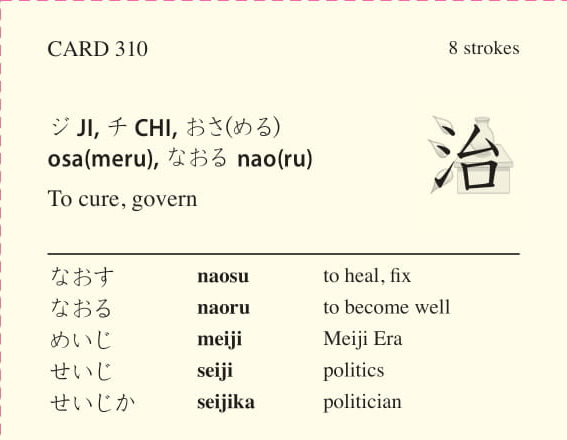 CARD 310 8 strokes
ジ JI, チ CHI, おさ(める)
osa(meru), なおる nao(ru)
治
To cure, govern
なおす naosu to heal, fix
なおる naoru to become well
めいじ meiji Meiji Era
せいじ seiji politics
せいじか seijika politician